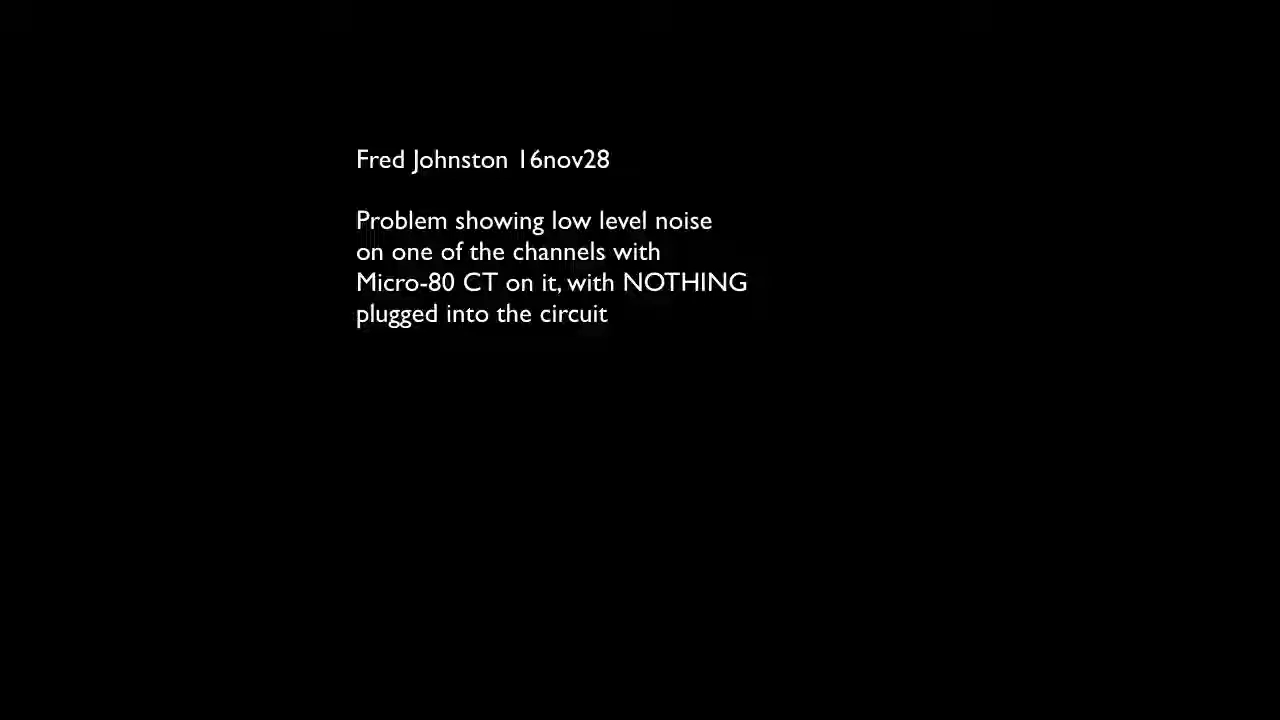 Fred Johnston 16nov28
Problem showing low level noise
on one of the channels with
Micro-80 CT on it, with NOTHING
plugged into the circuit